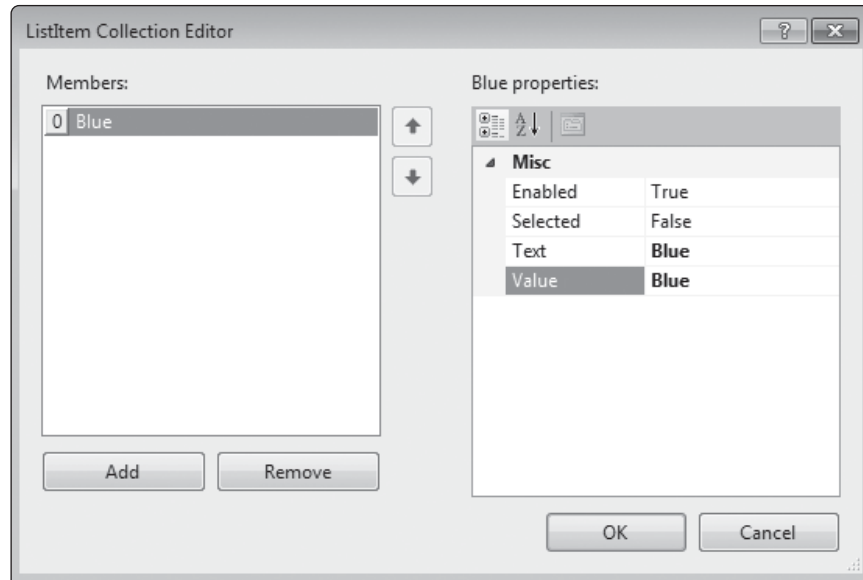 ListItem Collection Editor
?
Members:
0 Blue
Add
Remove
Blue properties:
A
Z
Misc
Enabled True
Selected False
Text Blue
Value Blue
OK
Cancel